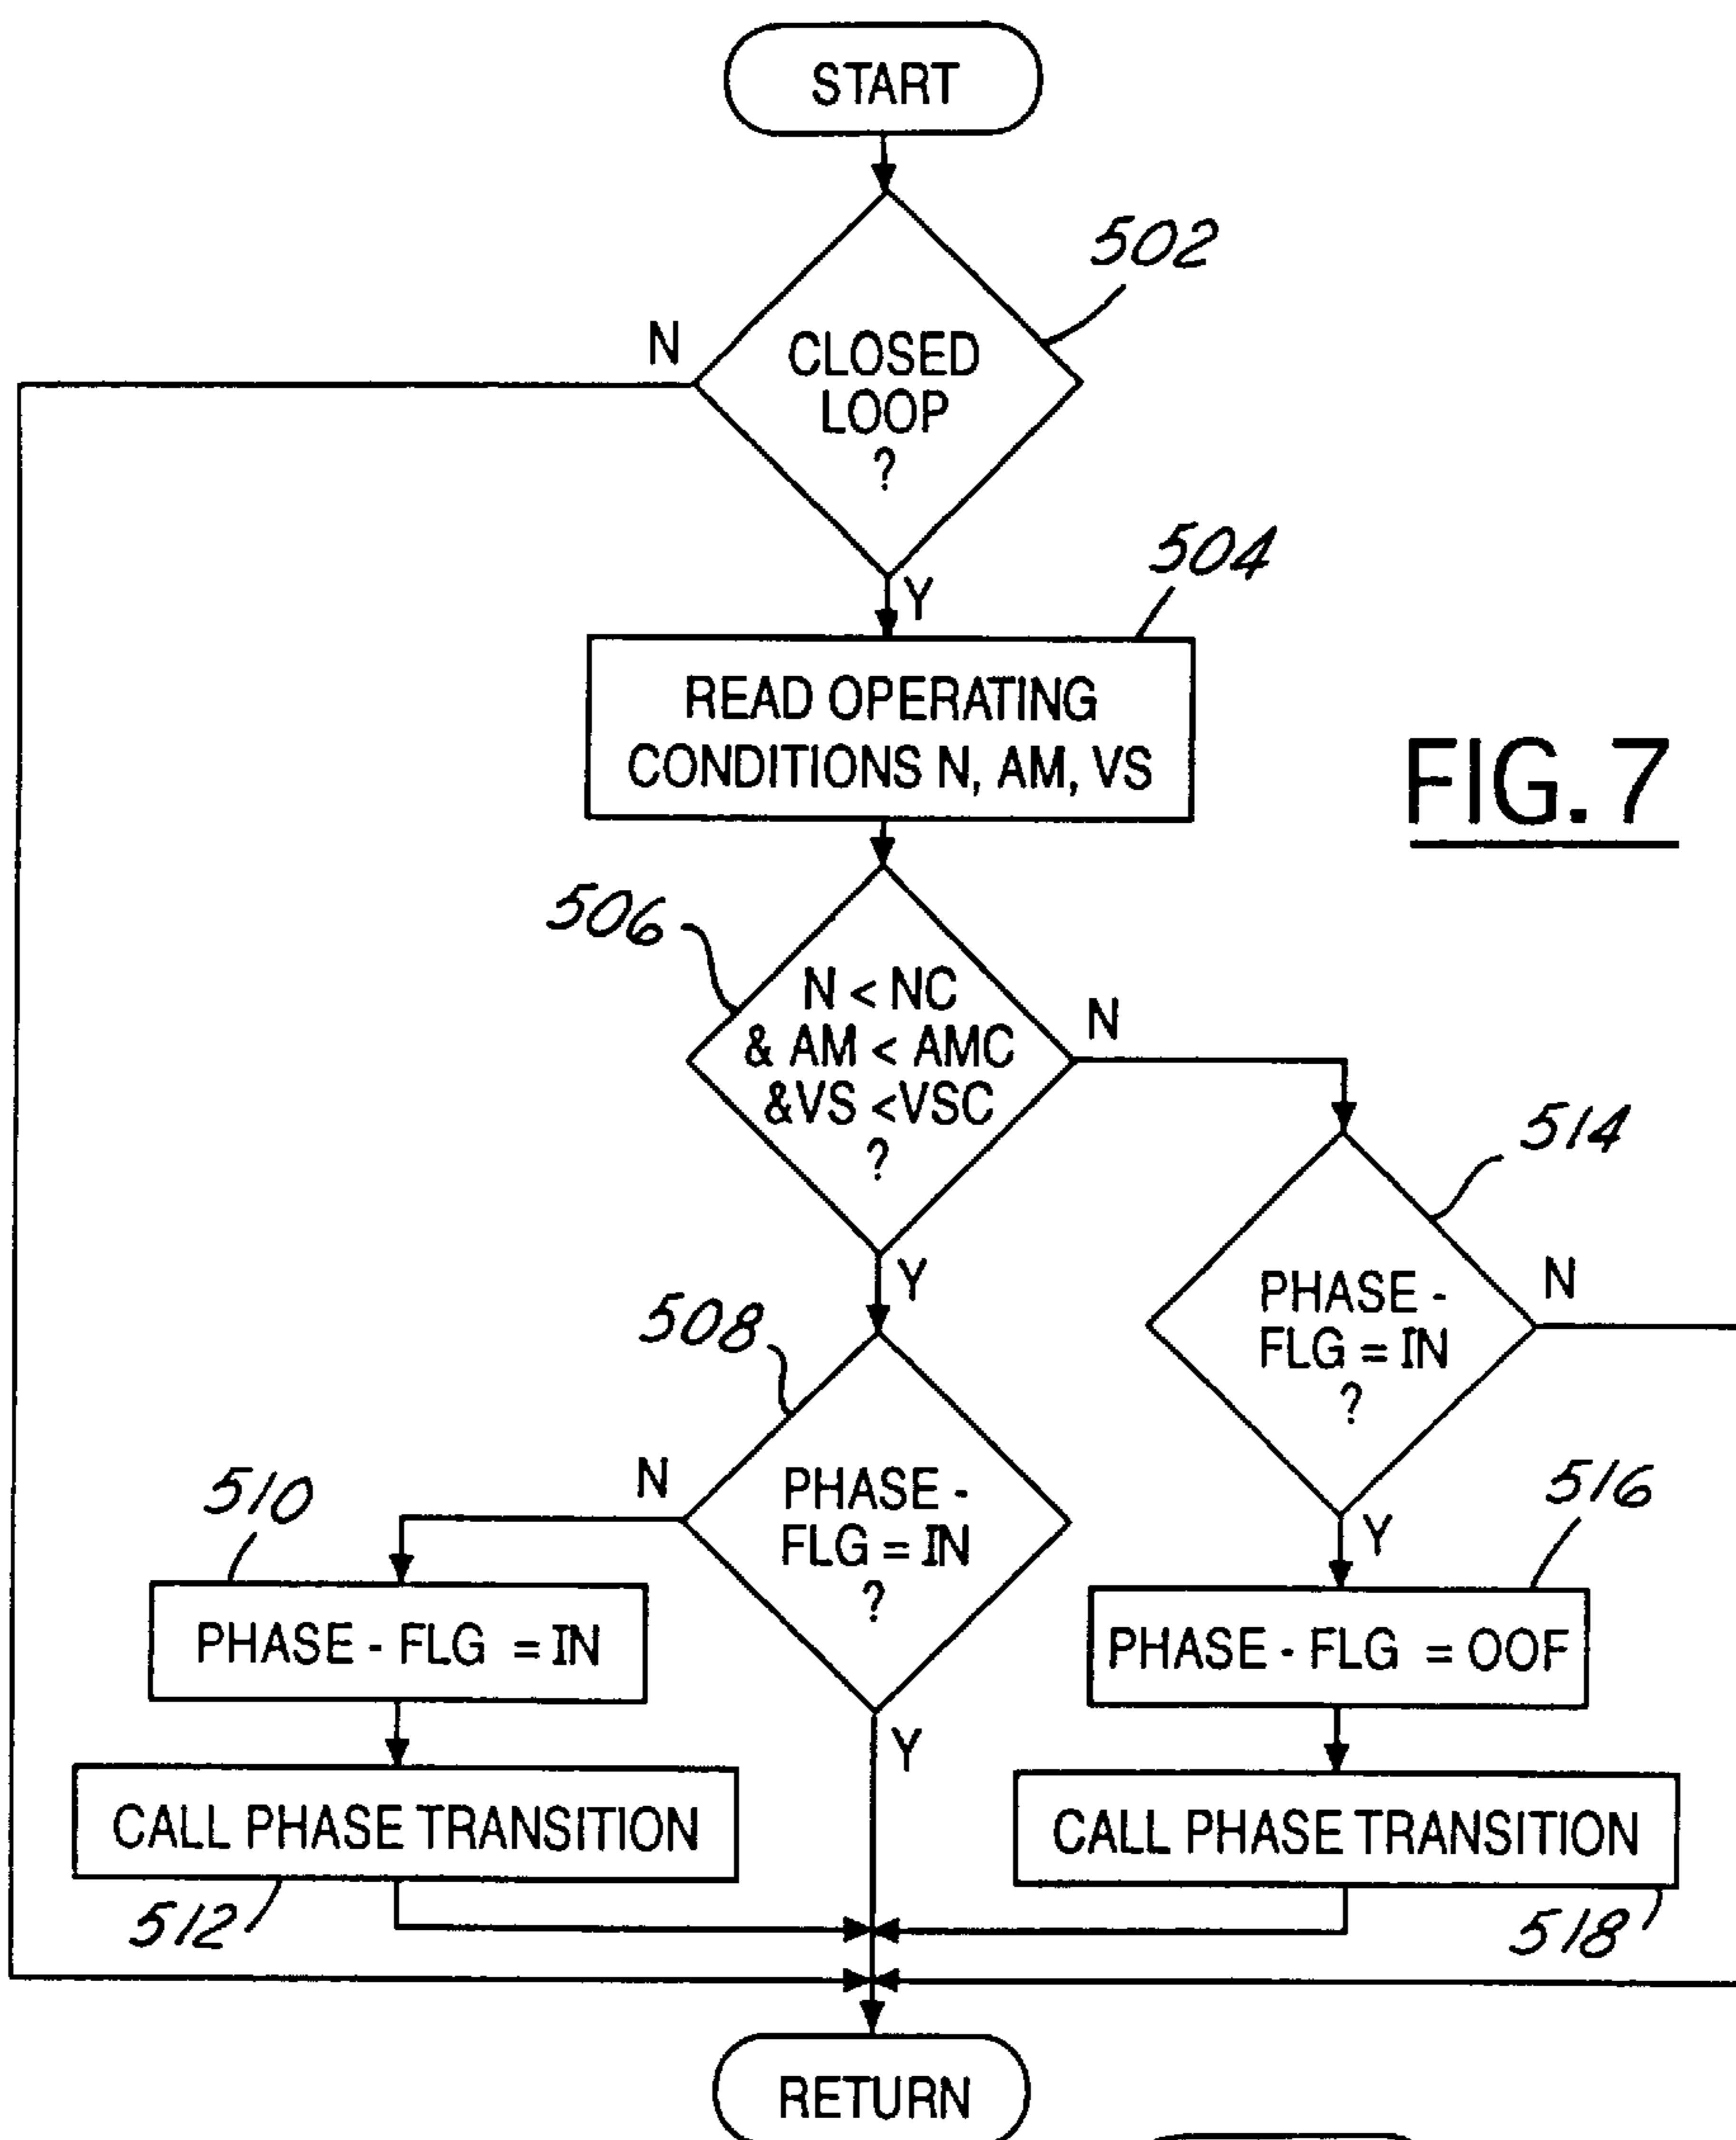 START
502
N
CLOSED
LOOP
?
Y
504
READ OPERATING
CONDITIONS N, AM, VS
FIG. 7
506
N < NC
& AM < AMC
&VS <VSC
?
N
Y
514
PHASE -
FLG = IN
?
N
Y
508
PHASE -
FLG = IN
?
N
Y
510
PHASE - FLG = IN
516
PHASE - FLG = OOF
CALL PHASE TRANSITION
512
CALL PHASE TRANSITION
518
RETURN